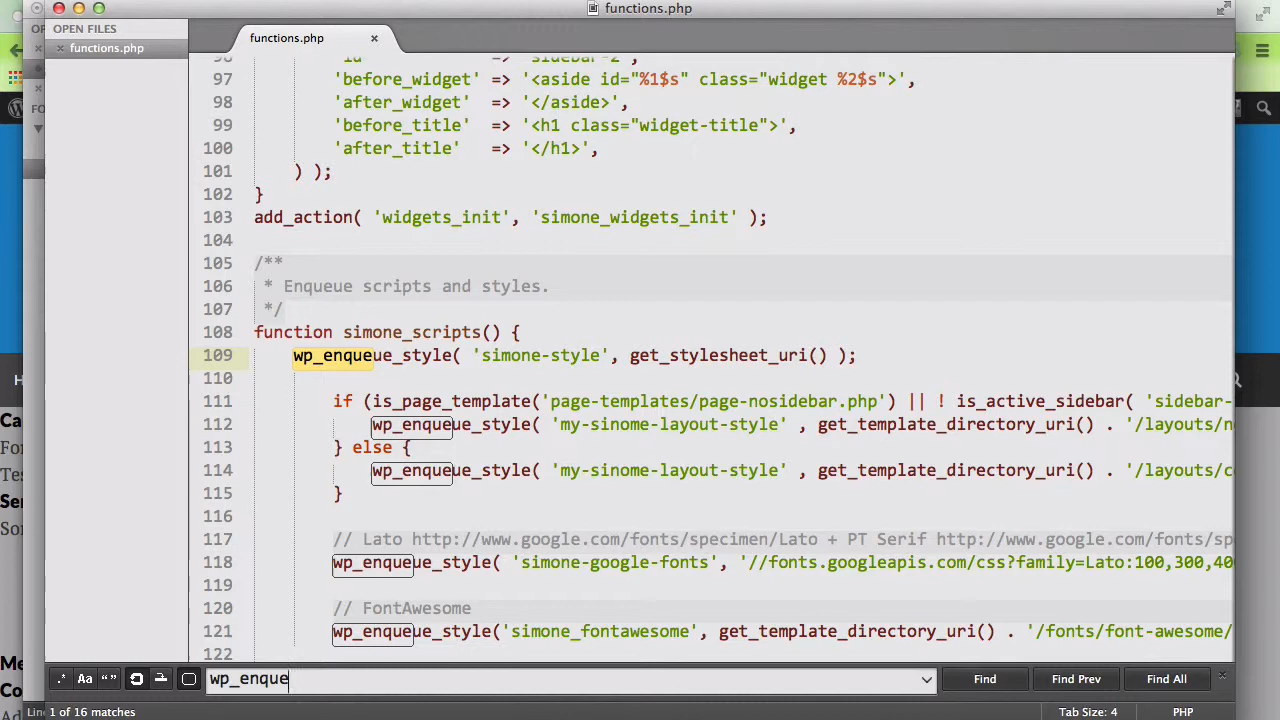 functions.php
OPEN FILES
functions.php
functions.php
97 'before_widget' => '<aside id="%1$s" class="widget %2$s">',
98 'after_widget' => '</aside>',
99 'before_title' => '<h1 class="widget-title">',
100 'after_title' => '</h1>',
101 ) );
102 }
103 add_action( 'widgets_init', 'simone_widgets_init' );
104
105 /**
106 * Enqueue scripts and styles.
107 */
108 function simone_scripts() {
109 wp_enqueue_style( 'simone-style', get_stylesheet_uri() );
110
111 if (is_page_template('page-templates/page-nosidebar.php') || ! is_active_sidebar( 'sidebar-
112 wp_enqueue_style( 'my-sinome-layout-style' , get_template_directory_uri() . '/layouts/n
113 } else {
114 wp_enqueue_style( 'my-sinome-layout-style' , get_template_directory_uri() . '/layouts/c
115 }
116
117 // Lato http://www.google.com/fonts/specimen/Lato + PT Serif http://www.google.com/fonts/sp
118 wp_enqueue_style( 'simone-google-fonts', '//fonts.googleapis.com/css?family=Lato:100,300,40
119
120 // FontAwesome
121 wp_enqueue_style('simone_fontawesome', get_template_directory_uri() . '/fonts/font-awesome/
122
.* Aa “” wp_enque Find Find Prev Find All
1 of 16 matches Tab Size: 4 PHP